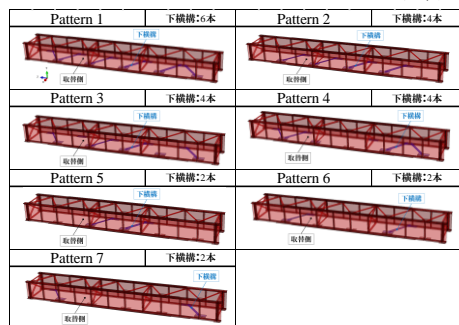 Pattern 1 下横構:6本 Pattern 2 下横構:4本
下横構 下横構
取替側 取替側
Pattern 3 下横構:4本 Pattern 4 下横構:4本
下横構 下横構
取替側 取替側
Pattern 5 下横構:2本 Pattern 6 下横構:2本
下横構 下横構
取替側 取替側
Pattern 7 下横構:2本
下横構
取替側